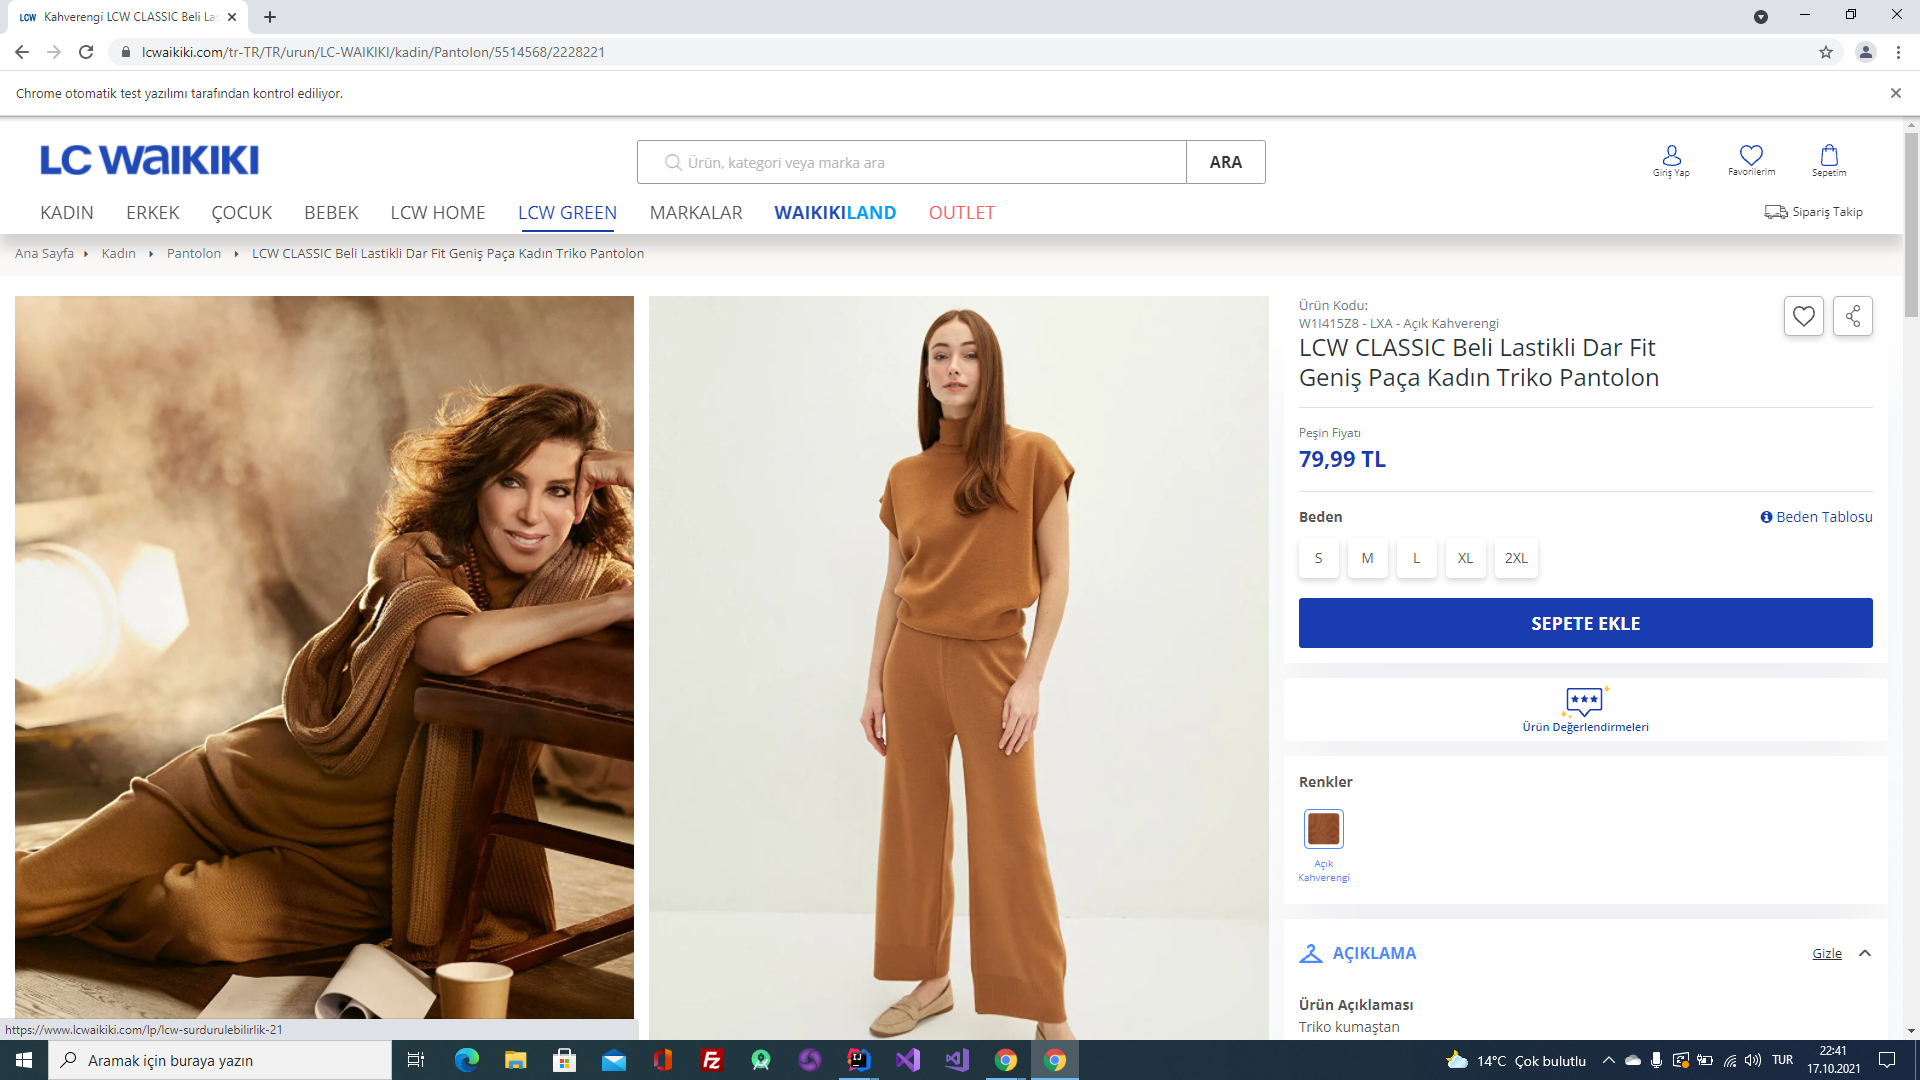 LCW Kahverengi LCW CLASSIC Beli La
lcwaikiki.com/tr-TR/TR/urun/LC-WAIKIKI/kadin/Pantolon/5514568/2228221
Chrome otomatik test yazılımı tarafından kontrol ediliyor.
LC WAIKIKI
Ürün, kategori veya marka ara
ARA
Giriş Yap
Favorilerim
Sepetim
KADIN ERKEK ÇOCUK BEBEK LCW HOME LCW GREEN MARKALAR WAIKIKILAND OUTLET
Sipariş Takip
Ana Sayfa Kadın Pantolon LCW CLASSIC Beli Lastikli Dar Fit Geniş Paça Kadın Triko Pantolon
Ürün Kodu:
W1I415Z8 - LXA - Açık Kahverengi
LCW CLASSIC Beli Lastikli Dar Fit
Geniş Paça Kadın Triko Pantolon
Peşin Fiyatı
79,99 TL
Beden
Beden Tablosu
S M L XL 2XL
SEPETE EKLE
Ürün Değerlendirmeleri
Renkler
Açık
Kahverengi
AÇIKLAMA
Gizle
Ürün Açıklaması
Triko kumaştan
https://www.lcwaikiki.com/lp/lcw-surdurulebilirlik-21
Aramak için buraya yazın
14°C Çok bulutlu
TUR
22:41
17.10.2021